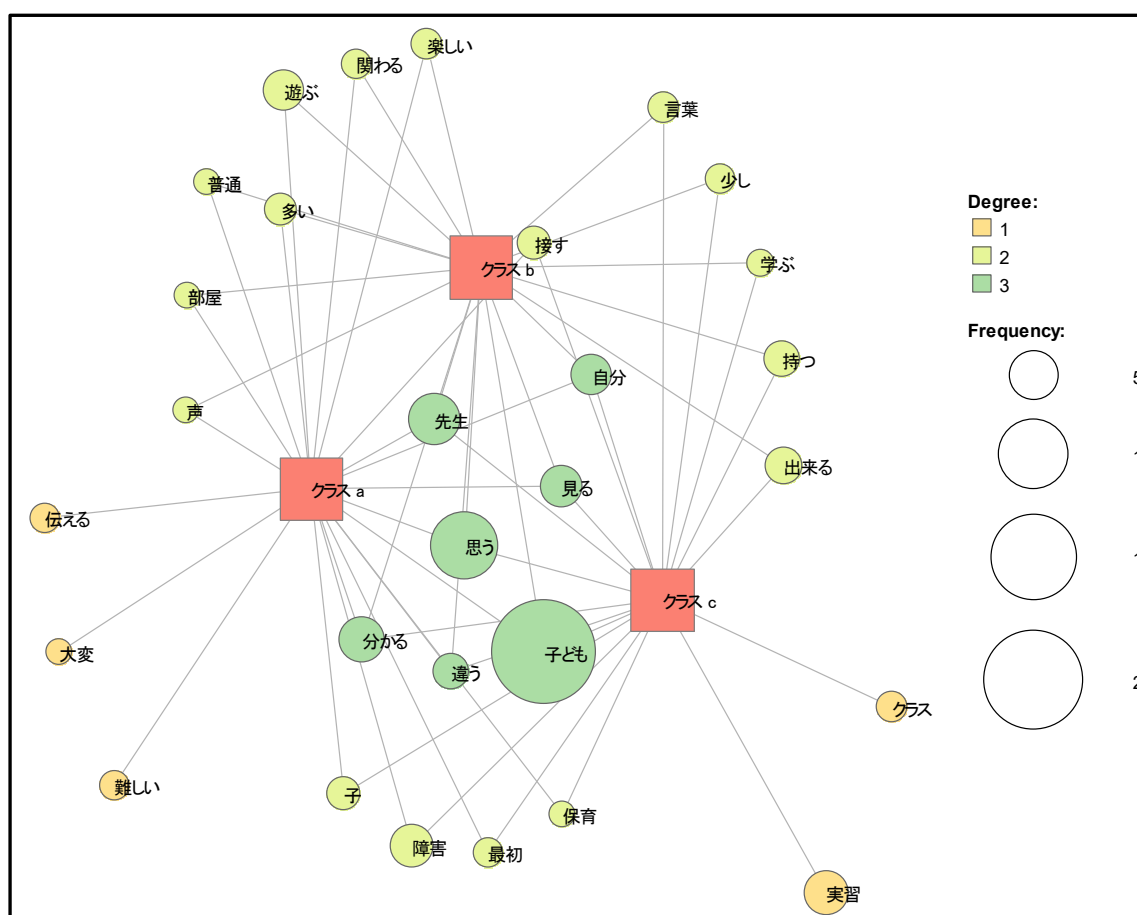 楽しい
関わる
遊ぶ
言葉
普通
少し
多い
接す
クラス b
学ぶ
部屋
持つ
自分
声
先生
出来る
見る
クラス a
伝える
思う
クラス c
分かる
子ども
違う
大変
クラス
難しい
子
保育
障害
最初
実習
Degree:
1
2
3
Frequency:
5